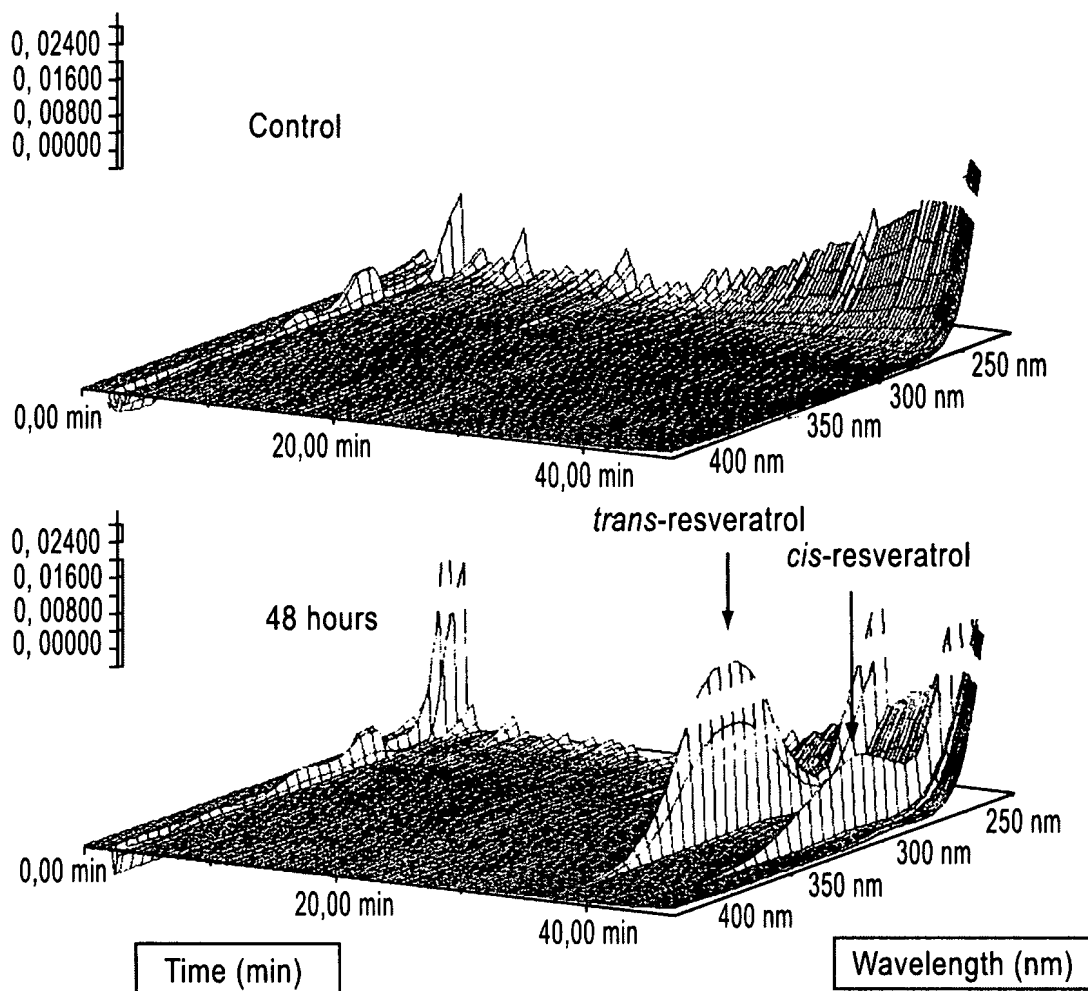 0, 02400
0, 01600
0, 00800
0, 00000
Control
0,00 min
20,00 min
40,00 min
400 nm
350 nm
300 nm
250 nm
trans-resveratrol
cis-resveratrol
0, 02400
0, 01600
0, 00800
0, 00000
48 hours
0,00 min
20,00 min
40,00 min
400 nm
350 nm
300 nm
250 nm
Time (min)
Wavelength (nm)